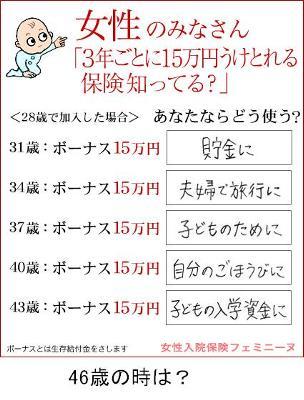 女性のみなさん
「3年ごとに15万円うけとれる
保険知ってる?」
<28歳で加入した場合> あなたならどう使う?
31歳:ボーナス15万円 貯金に
34歳:ボーナス15万円 夫婦で旅行に
37歳:ボーナス15万円 子どものために
40歳:ボーナス15万円 自分のごほうびに
43歳:ボーナス15万円 子どもの入学資金に
ボーナスとは生存給付金をさします 女性入院保険フェミニーヌ
46歳の時は?